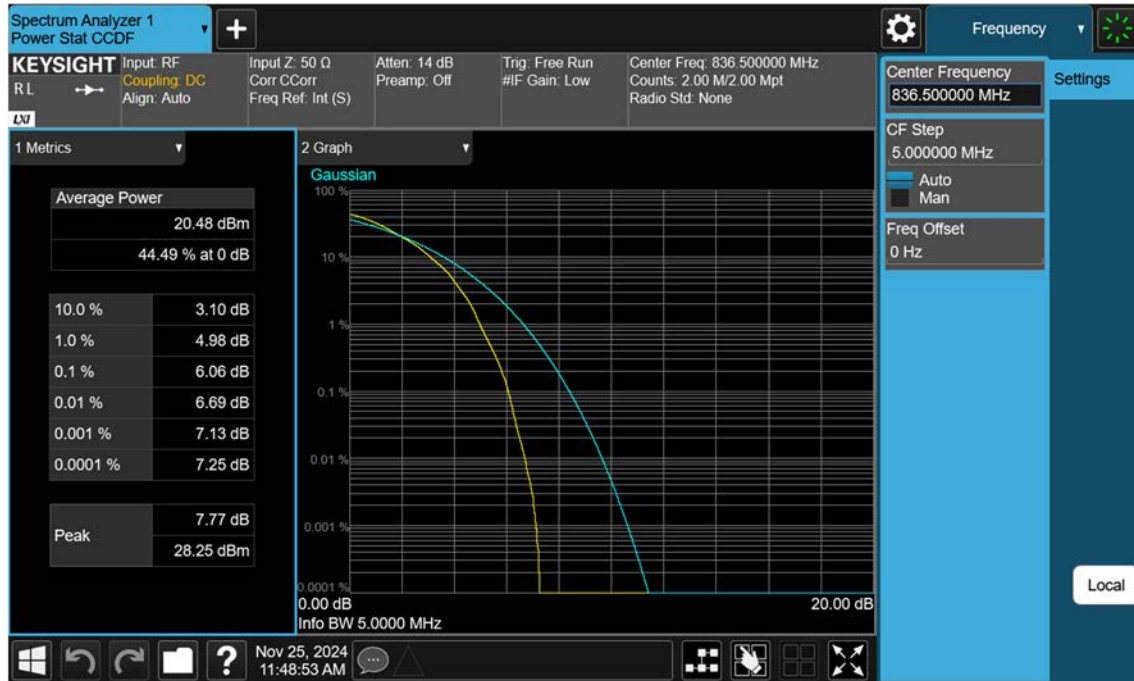 Spectrum Analyzer 1
Power Stat CCDF
+
Frequency
KEYSIGHT
R L
LXI
Input: RF
Coupling: DC
Align: Auto
Input Z: 50 Ω
Corr CCorr
Freq Ref: Int (S)
Atten: 14 dB
Preamp: Off
Trig: Free Run
#IF Gain: Low
Center Freq: 836.500000 MHz
Counts: 2.00 M/2.00 Mpt
Radio Std: None
Center Frequency
836.500000 MHz
Settings
CF Step
5.000000 MHz
Auto
Man
Freq Offset
0 Hz
Local
1 Metrics
Average Power
20.48 dBm
44.49 % at 0 dB
10.0 % 3.10 dB
1.0 % 4.98 dB
0.1 % 6.06 dB
0.01 % 6.69 dB
0.001 % 7.13 dB
0.0001 % 7.25 dB
Peak
7.77 dB
28.25 dBm
2 Graph
Gaussian
100 %
10 %
1 %
0.1 %
0.01 %
0.001 %
0.0001 %
0.00 dB 20.00 dB
Info BW 5.0000 MHz
?
Nov 25, 2024
11:48:53 AM